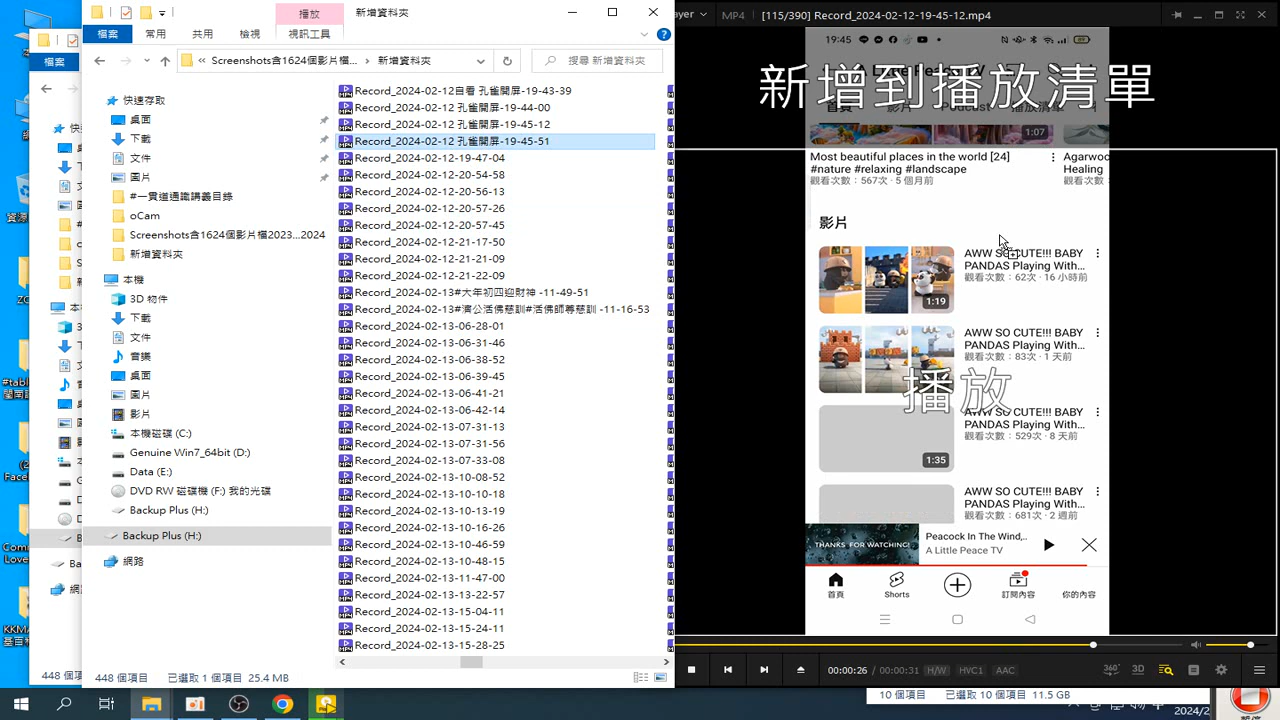 播放
新增資料夾
檔案
常用
共用
檢視
視訊工具
Screenshots含1624個影片檔...
新增資料夾
搜尋 新增資料夾
檔案
快速存取
桌面
下載
文件
圖片
#一貫道通識講義目錄
oCam
Screenshots含1624個影片檔2023...2024
新增資料夾
本機
3D 物件
下載
文件
音樂
桌面
圖片
影片
本機磁碟 (C:)
Genuine Win7_64bit (D:)
Data (E:)
DVD RW 磁碟機 (F:) 我的光碟
Backup Plus (H:)
Backup Plus (H:)
網路
Record_2024-02-12自看 孔雀開屏-19-43-39
Record_2024-02-12 孔雀開屏-19-44-00
Record_2024-02-12 孔雀開屏-19-45-12
Record_2024-02-12 孔雀開屏-19-45-51
Record_2024-02-12-19-47-04
Record_2024-02-12-20-54-58
Record_2024-02-12-20-56-13
Record_2024-02-12-20-57-26
Record_2024-02-12-20-57-45
Record_2024-02-12-21-17-50
Record_2024-02-12-21-21-09
Record_2024-02-12-21-22-09
Record_2024-02-13#大年初四迎財神 -11-49-51
Record_2024-02-13#濟公活佛慈訓#活佛師尊慈訓 -11-16-53
Record_2024-02-13-06-28-01
Record_2024-02-13-06-31-46
Record_2024-02-13-06-38-52
Record_2024-02-13-06-39-45
Record_2024-02-13-06-41-21
Record_2024-02-13-06-42-14
Record_2024-02-13-07-31-13
Record_2024-02-13-07-31-56
Record_2024-02-13-07-33-08
Record_2024-02-13-10-08-52
Record_2024-02-13-10-10-18
Record_2024-02-13-10-13-19
Record_2024-02-13-10-16-26
Record_2024-02-13-10-46-59
Record_2024-02-13-10-48-15
Record_2024-02-13-11-47-00
Record_2024-02-13-13-22-57
Record_2024-02-13-15-04-11
Record_2024-02-13-15-24-11
Record_2024-02-13-15-28-25
448 個項目
已選取 1 個項目 25.4 MB
448 個
ayer
MP4
[115/390] Record_2024-02-12-19-45-12.mp4
19:45
新增到播放清單
1:07
Most beautiful places in the world [24]
#nature #relaxing #landscape
觀看次數：567次 · 5 個月前
Agarwoo
Healing
影片
AWW SO CUTE!!! BABY
PANDAS Playing With...
觀看次數：62次 · 16 小時前
1:19
AWW SO CUTE!!! BABY
PANDAS Playing With...
觀看次數：83次 · 1 天前
播放
AWW SO CUTE!!! BABY
PANDAS Playing With...
觀看次數：529次 · 8 天前
1:35
AWW SO CUTE!!! BABY
PANDAS Playing With...
觀看次數：681次 · 2 週前
THANKS FOR WATCHING!
Peacock In The Wind,..
A Little Peace TV
首頁
Shorts
訂閱內容
你的內容
00:00:26 / 00:00:31
H/W
HVC1
AAC
360°
3D
10 個項目
已選取 10 個項目 11.5 GB
2024/2